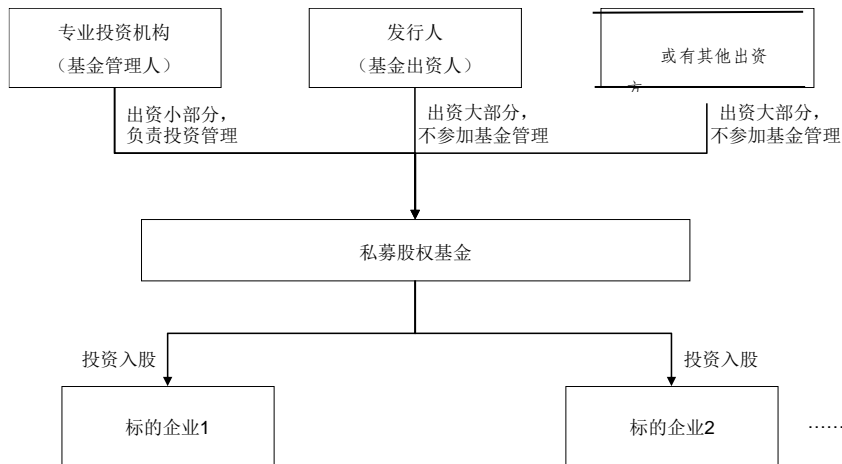 专业投资机构
（基金管理人）
发行人
（基金出资人）
或有其他出资
方
出资小部分，
负责投资管理
出资大部分，
不参加基金管理
出资大部分，
不参加基金管理
私募股权基金
投资入股
投资入股
标的企业1
标的企业2
……